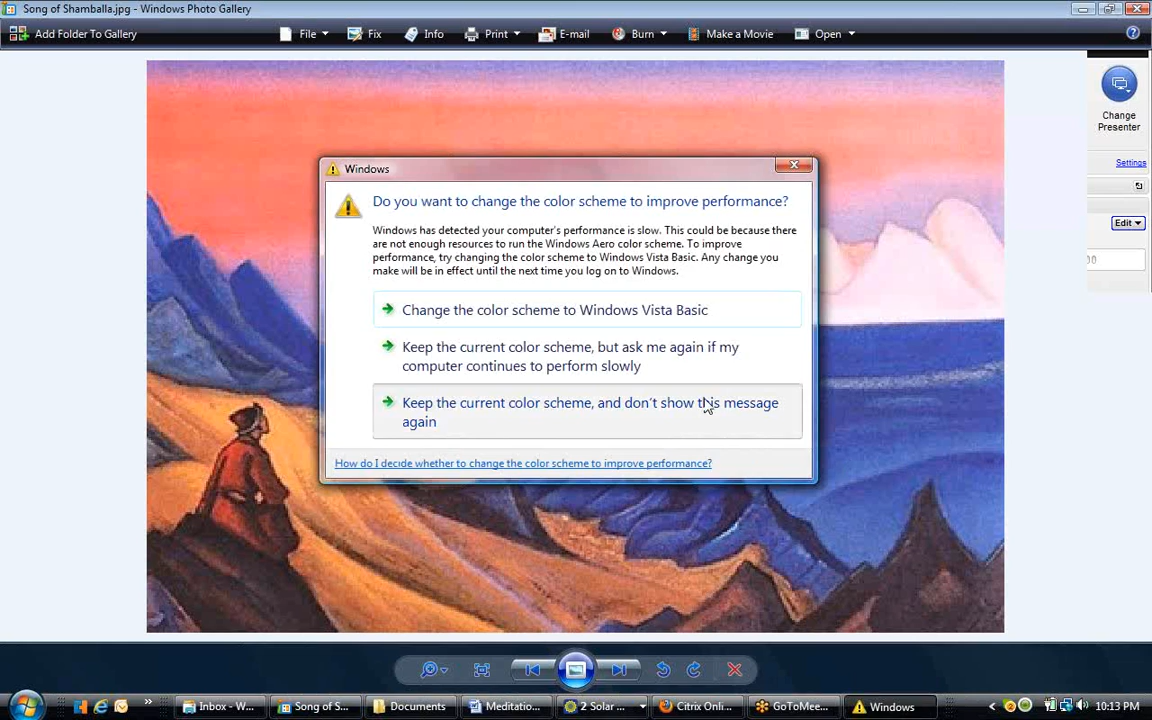 Song of Shamballa.jpg - Windows Photo Gallery
Add Folder To Gallery File Fix Info Print E-mail Burn Make a Movie Open
Change
Presenter
Settings
Edit
Windows
Do you want to change the color scheme to improve performance?
Windows has detected your computer's performance is slow. This could be because there
are not enough resources to run the Windows Aero color scheme. To improve
performance, try changing the color scheme to Windows Vista Basic. Any change you
make will be in effect until the next time you log on to Windows.
Change the color scheme to Windows Vista Basic
Keep the current color scheme, but ask me again if my
computer continues to perform slowly
Keep the current color scheme, and don't show this message
again
How do I decide whether to change the color scheme to improve performance?
Inbox - W... Song of S... Documents Meditatio... 2 Solar ... Citrix Onli... GoToMee... Windows 10:13 PM